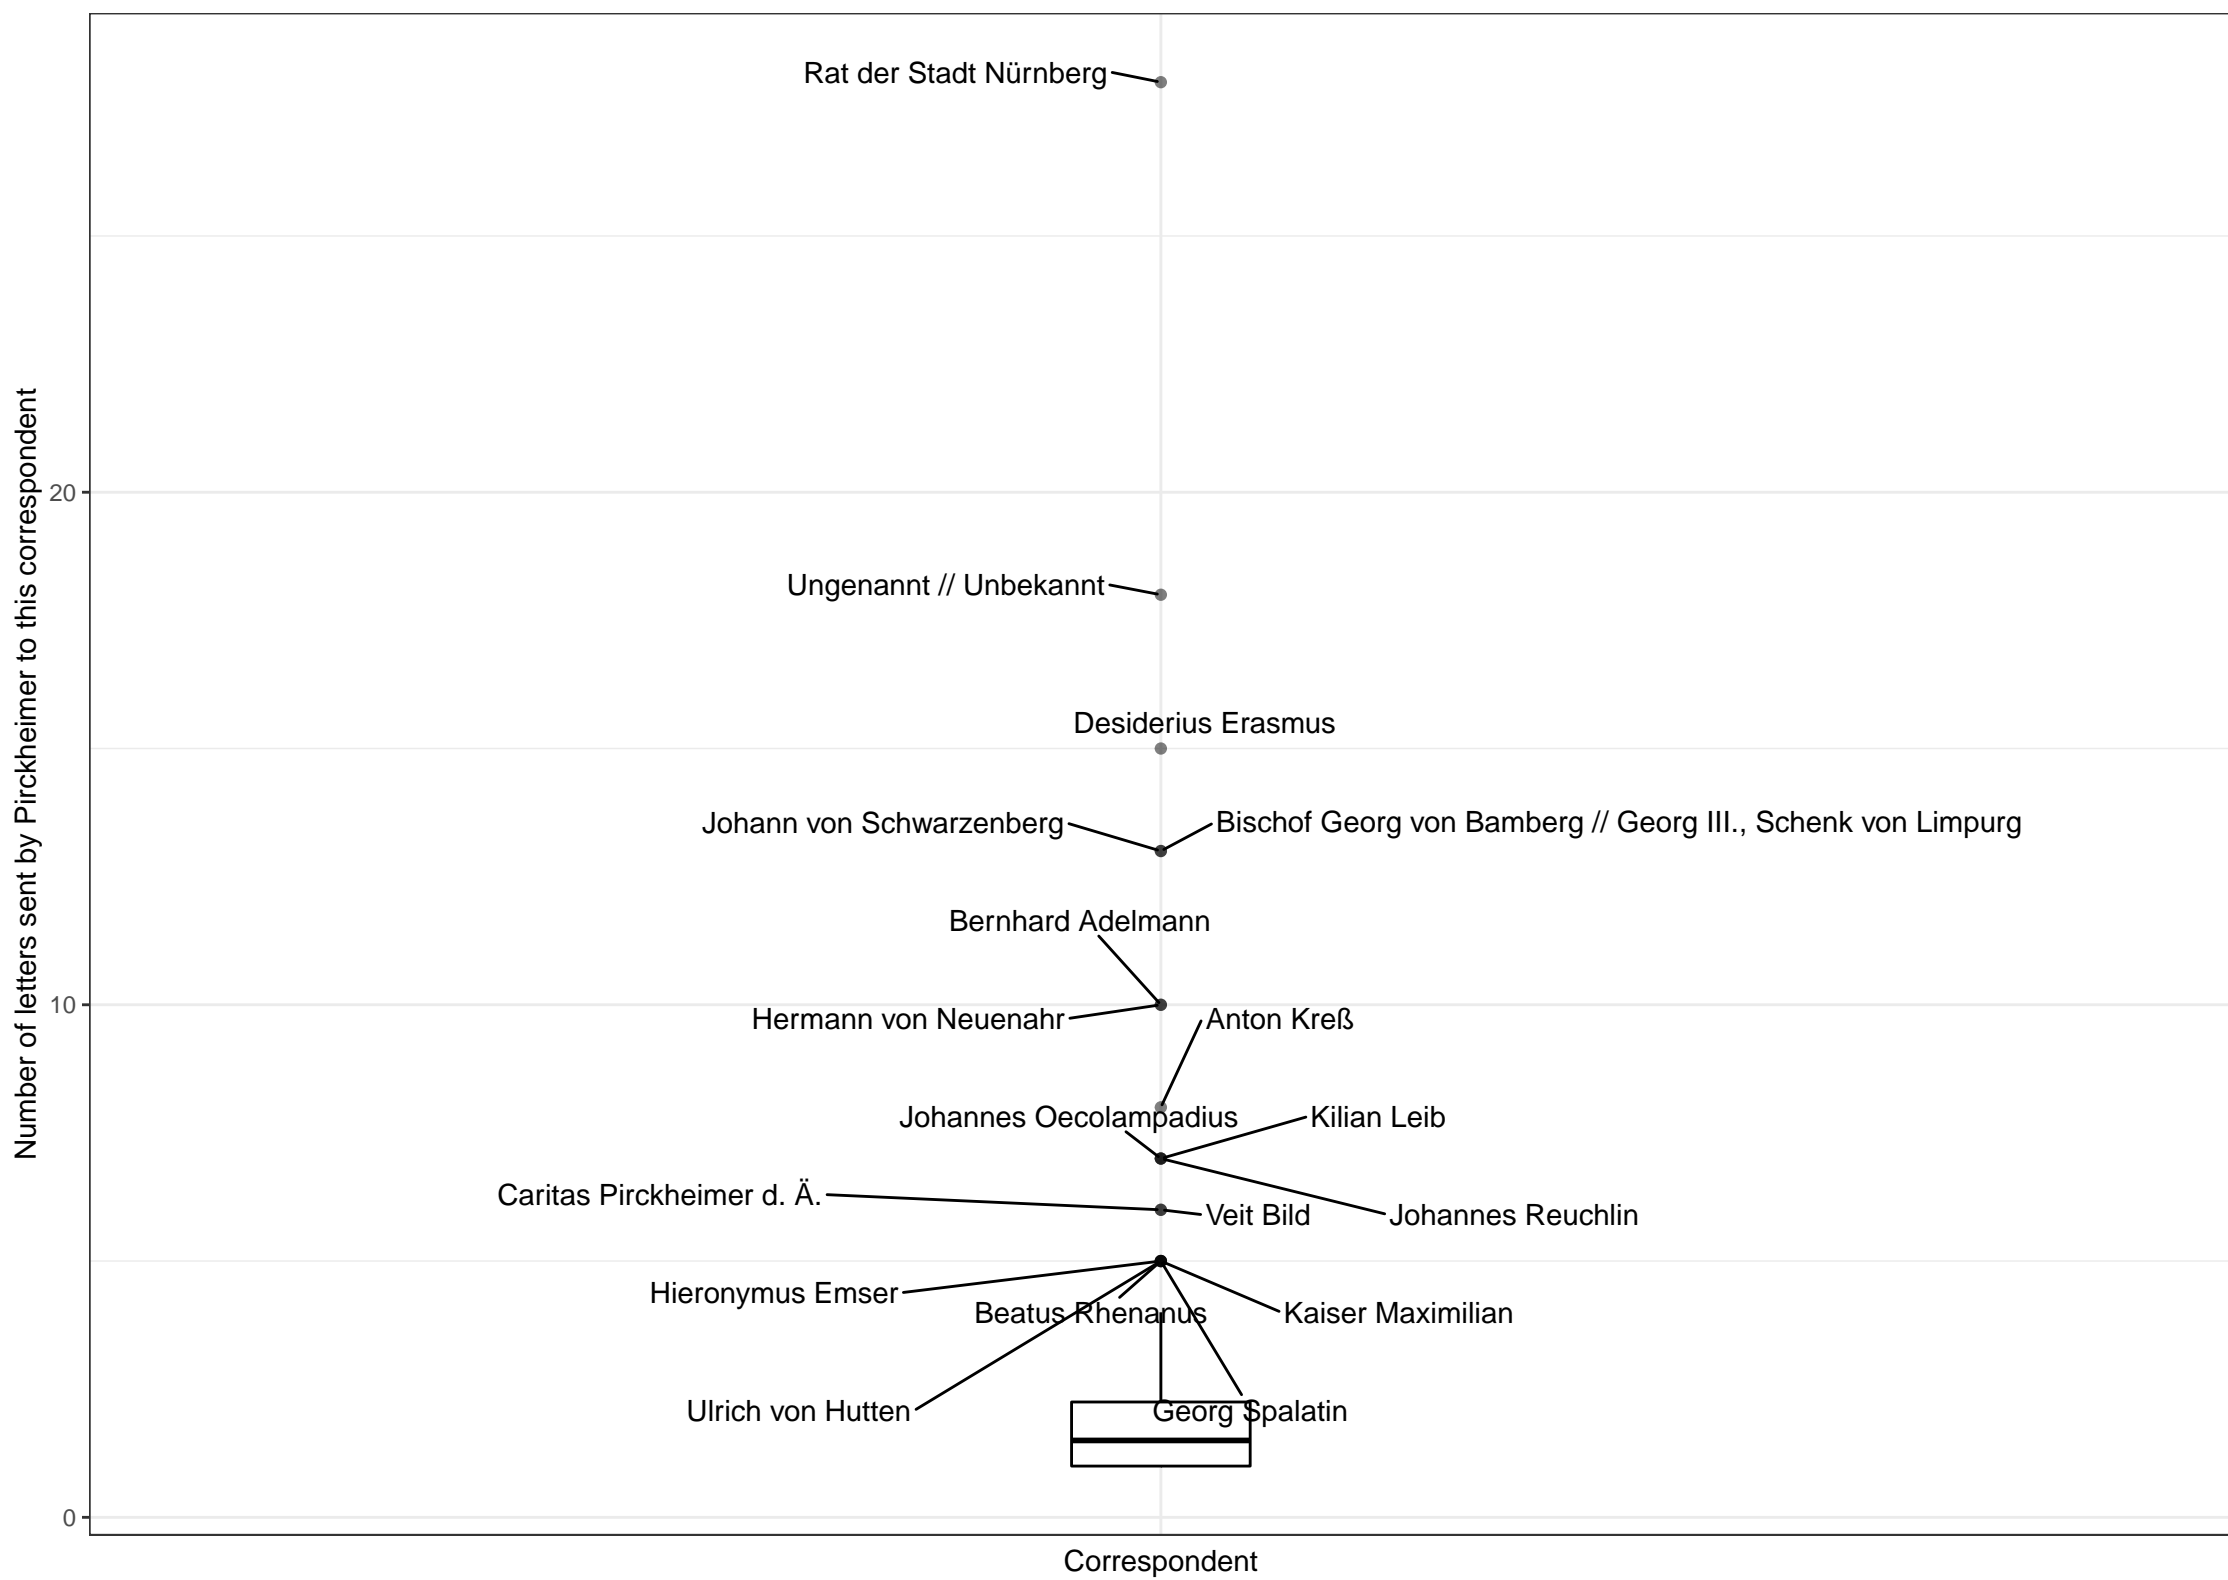 Rat der Stadt Nürnberg
20
Ungenannt // Unbekannt
Desiderius Erasmus
Johann von Schwarzenberg
Bischof Georg von Bamberg // Georg III., Schenk von Limpurg
Bernhard Adelmann
10
Hermann von Neuenahr
Anton Kreß
Johannes Oecolampadius
Kilian Leib
Caritas Pirckheimer d. Ä.
Veit Bild
Johannes Reuchlin
Hieronymus Emser
Beatus Rhenanus
Kaiser Maximilian
Ulrich von Hutten
Georg Spalatin
0
Number of letters sent by Pirckheimer to this correspondent
Correspondent